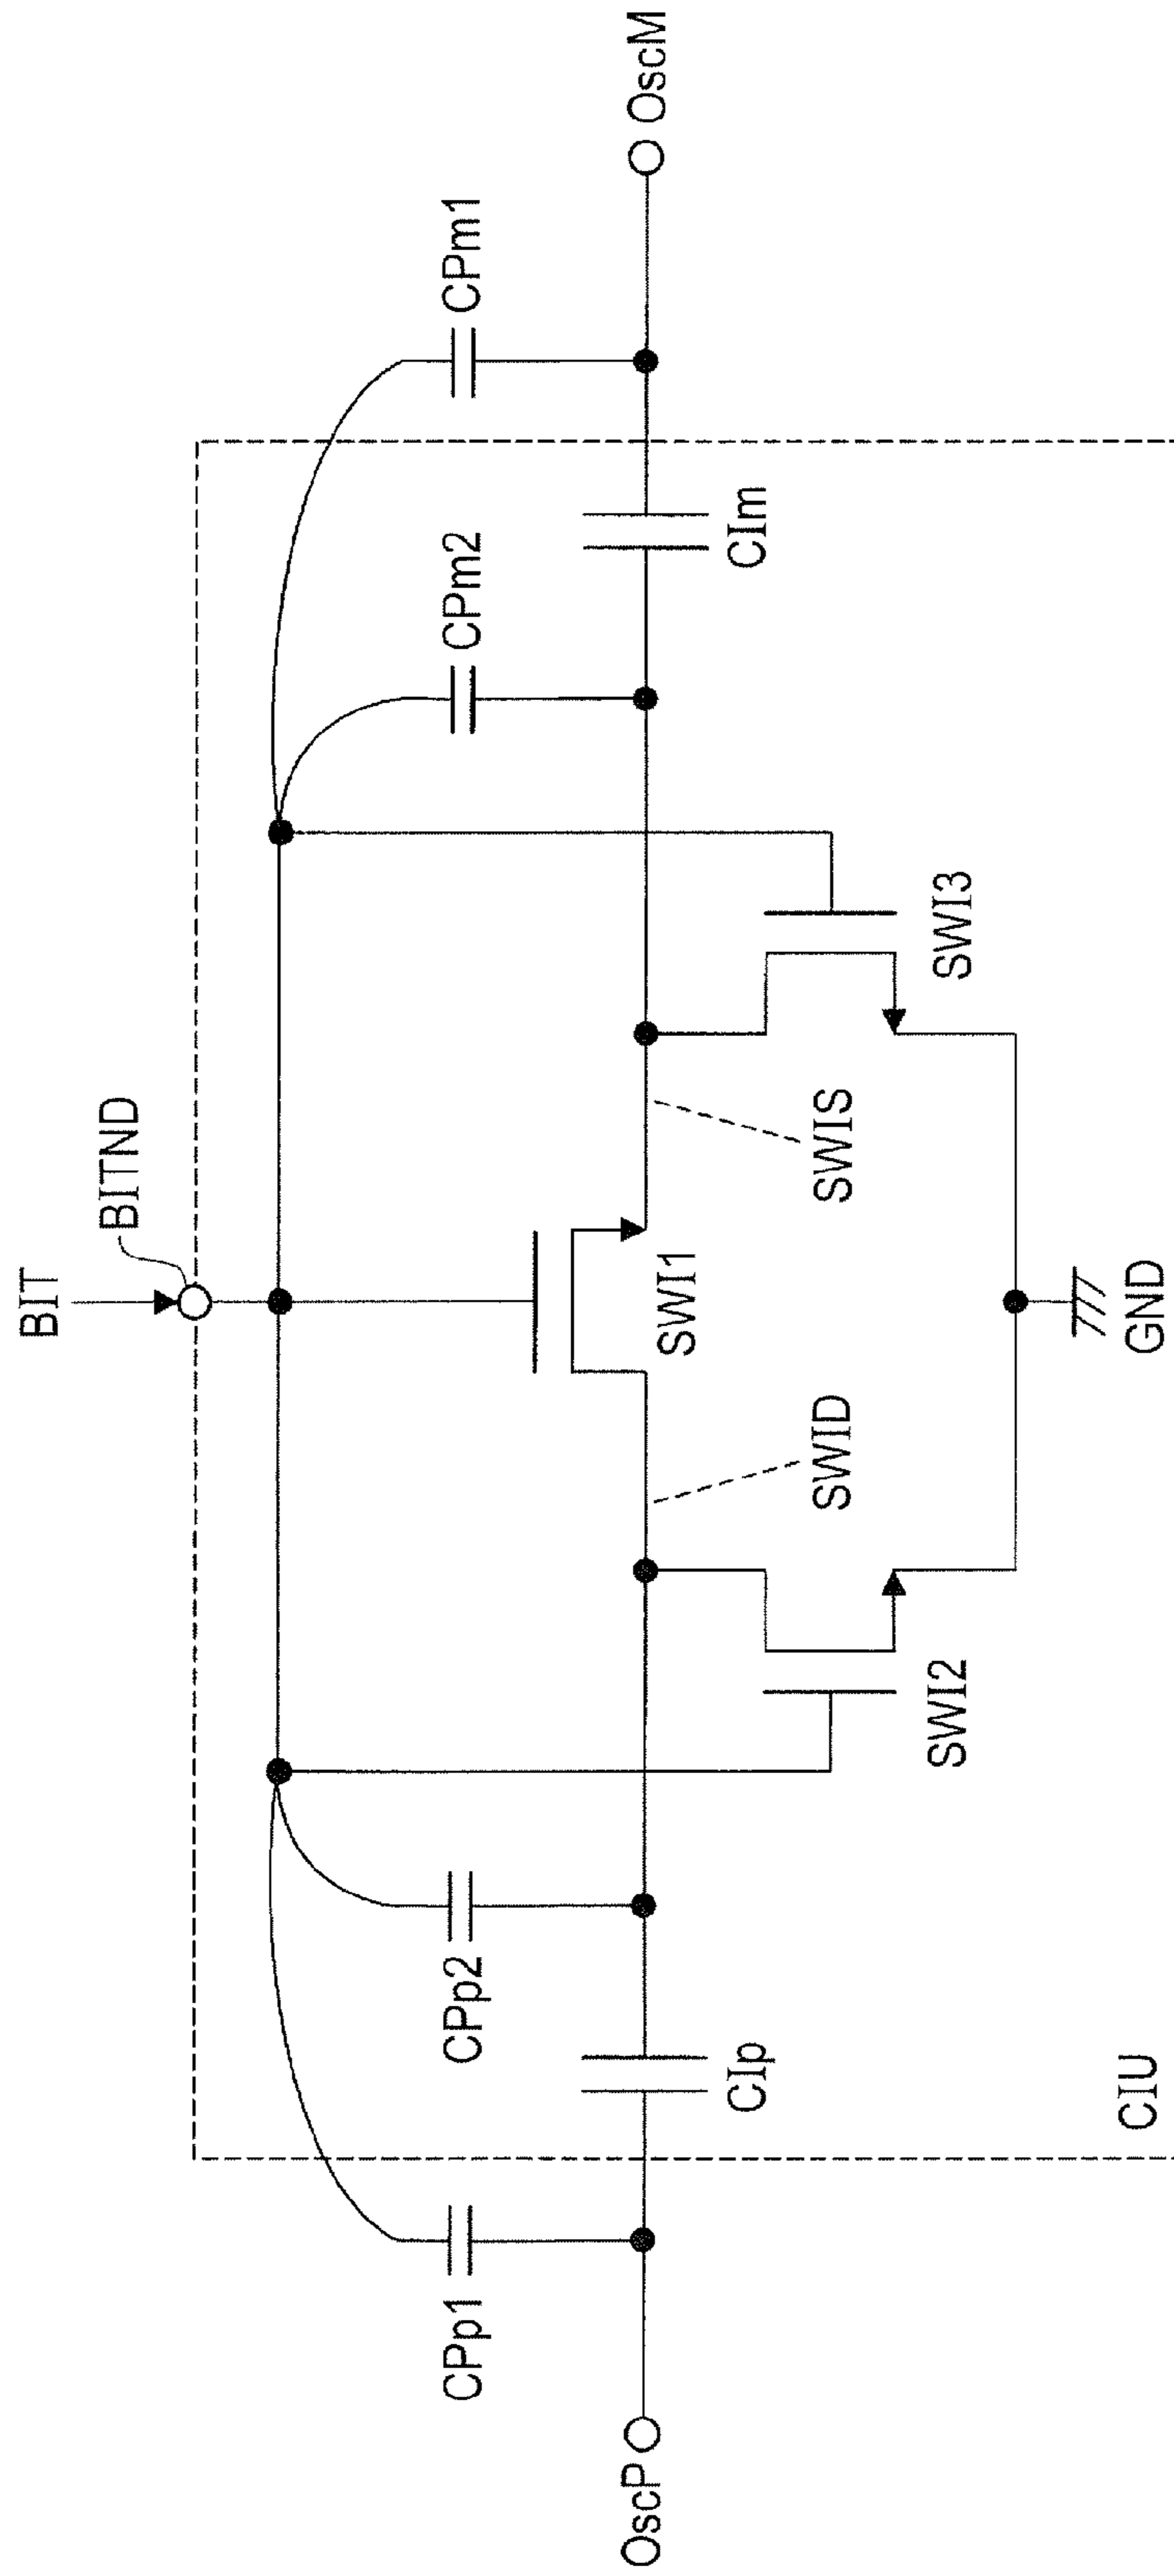 BIT
BITND
CPp1
CPp2
CPm2
CPm1
OscP
OscM
CIp
SWI1
CIm
SWID
SWIS
SWI2
SWI3
CIU
GND